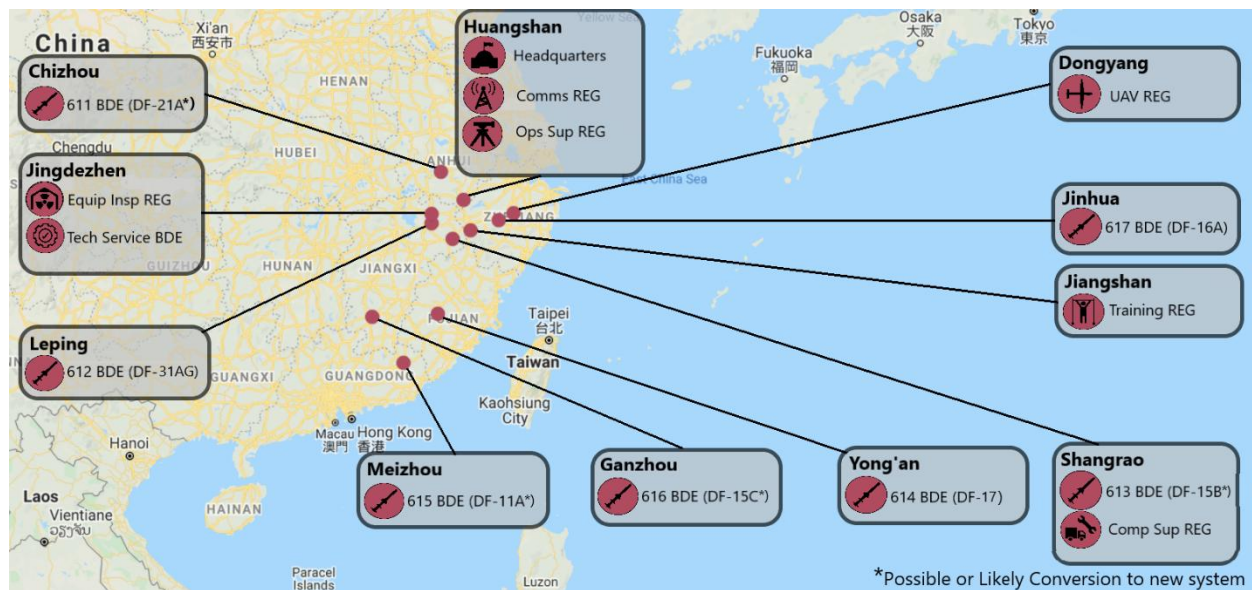 China
Xi'an
西安市
HENAN
Chengdu
HUBEI
ANHUI
East China Sea
Yellow Sea
Fukuoka
福岡
Osaka
大阪
Tokyo
東京
Chizhou
611 BDE (DF-21A*)
Huangshan
Headquarters
Comms REG
Ops Sup REG
Dongyang
UAV REG
Jingdezhen
Equip Insp REG
Tech Service BDE
Jinhua
617 BDE (DF-16A)
Jiangshan
Training REG
GUIZHOU
HUNAN
JIANGXI
FUJIAN
Taipei
台北
Taiwan
Kaohsiung
City
Leping
612 BDE (DF-31AG)
GUANGXI
GUANGDONG
Macau
澳門
Hong Kong
香港
Hanoi
Laos
Vientiane
ວຽງຈັນ
HAINAN
Meizhou
615 BDE (DF-11A*)
Ganzhou
616 BDE (DF-15C*)
Yong'an
614 BDE (DF-17)
Shangrao
613 BDE (DF-15B*)
Comp Sup REG
Paracel
Islands
Luzon
*Possible or Likely Conversion to new system